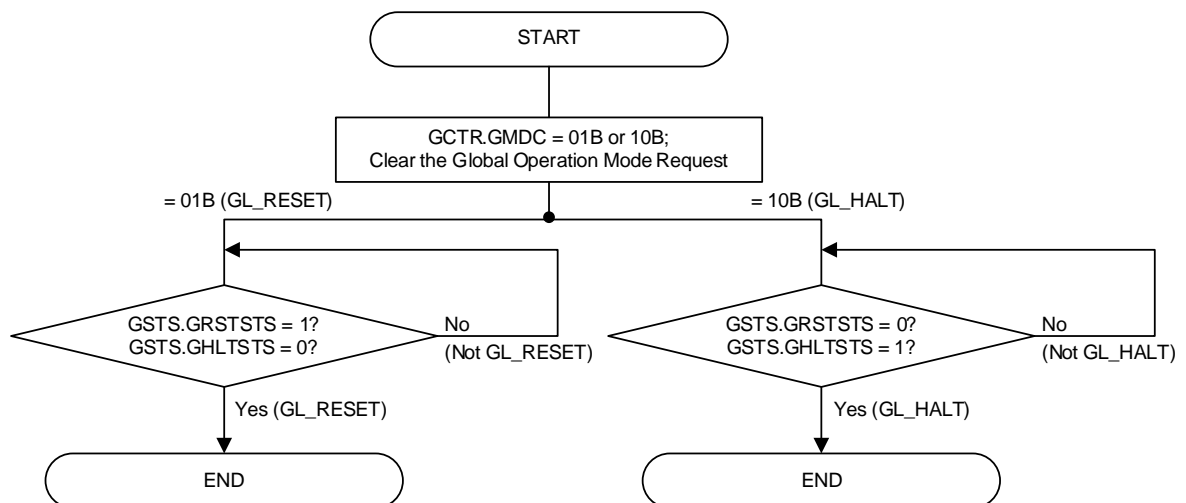 START
GCTR.GMDC = 01B or 10B;
Clear the Global Operation Mode Request
= 01B (GL_RESET)
= 10B (GL_HALT)
GSTS.GRSTSTS = 1?
GSTS.GHLTSTS = 0?
No
(Not GL_RESET)
GSTS.GRSTSTS = 0?
GSTS.GHLTSTS = 1?
No
(Not GL_HALT)
Yes (GL_RESET)
Yes (GL_HALT)
END
END